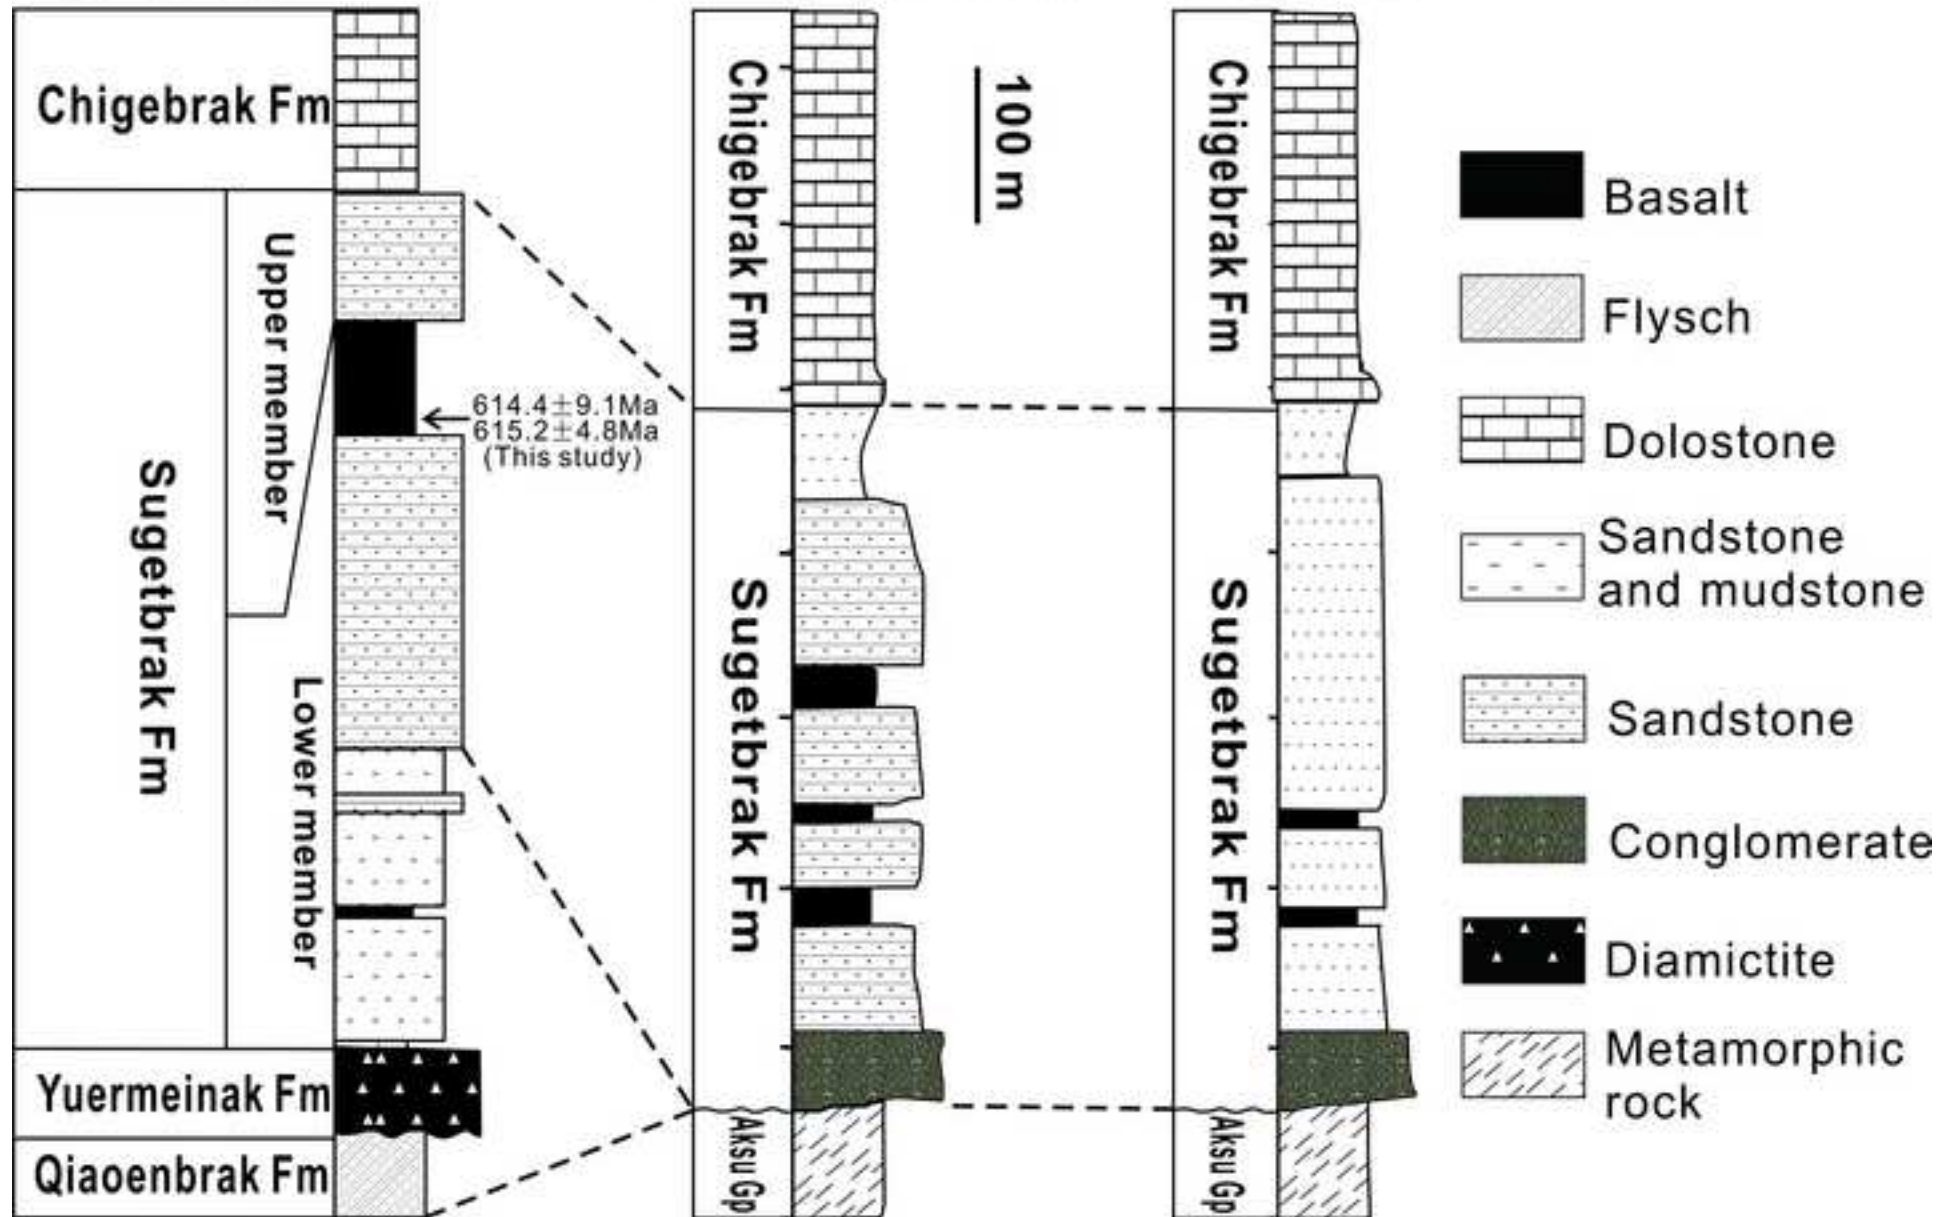 Chigebrak Fm
Sugetbrak Fm
Upper member
Lower member
614.4±9.1Ma
615.2±4.8Ma
(This study)
Yuermeinak Fm
Qiaoenbrak Fm
Chigebrak Fm
Sugetbrak Fm
Aksu Gp
100 m
Chigebrak Fm
Sugetbrak Fm
Aksu Gp
Basalt
Flysch
Dolostone
Sandstone
and mudstone
Sandstone
Conglomerate
Diamictite
Metamorphic
rock